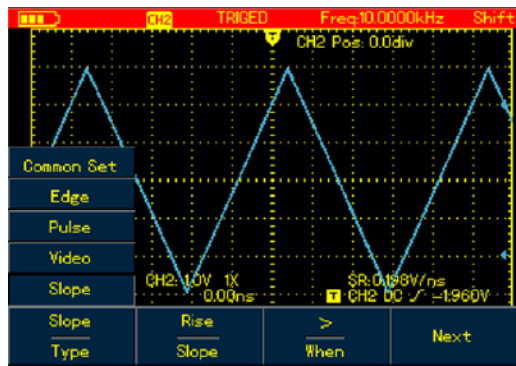 CH2 TRIGED Freq:10.0000kHz Shift
T
CH2 Pos: 0.0div
Common Set
Edge
Pulse
Video
Slope
CH2: 1.0V 1X SR:0.198V/ns
0.00ns T CH2 DC -1.960V
Slope Rise > Next
Type Slope When